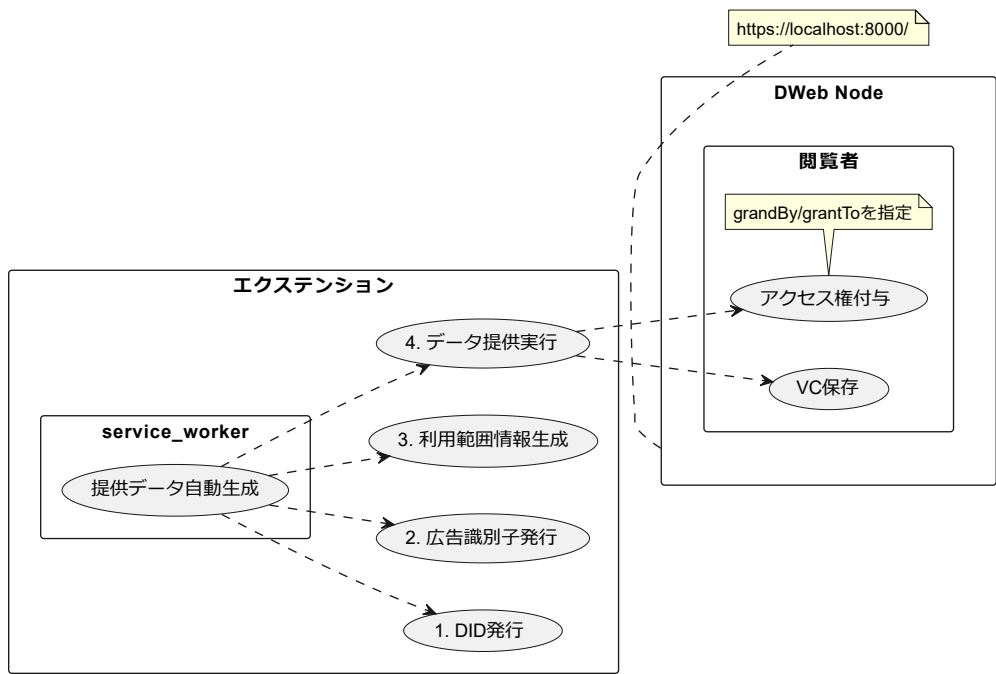 https://localhost:8000/
DWeb Node
閲覧者
grandBy/grantToを指定
アクセス権付与
VC保存
エクステンション
4. データ提供実行
service_worker
3. 利用範囲情報生成
提供データ自動生成
2. 広告識別子発行
1. DID発行